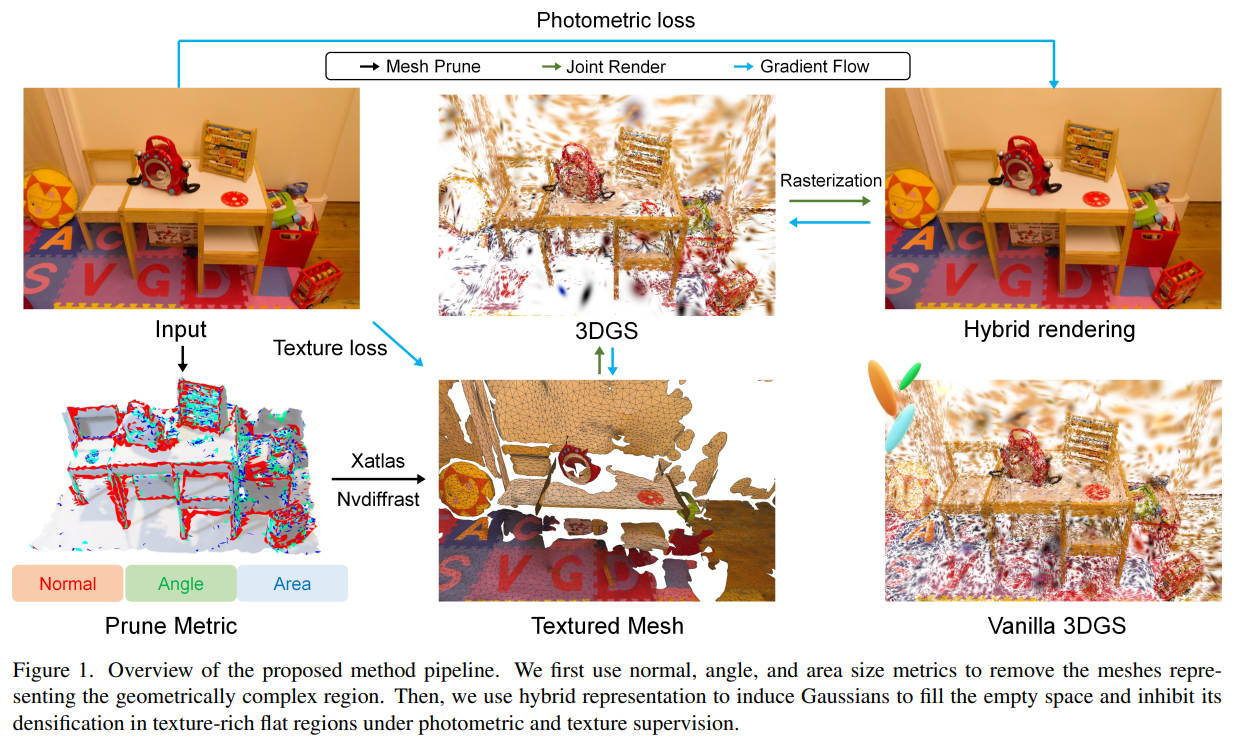 Photometric loss
Mesh Prune
Joint Render
Gradient Flow
Rasterization
Input
3DGS
Hybrid rendering
Texture loss
Xatlas
Nvdiffrast
Normal
Angle
Area
Prune Metric
Textured Mesh
Vanilla 3DGS
A C
S V G D
A C
S V G D
A C
S V G D
Figure 1. Overview of the proposed method pipeline. We first use normal, angle, and area size metrics to remove the meshes repre-
senting the geometrically complex region. Then, we use hybrid representation to induce Gaussians to fill the empty space and inhibit its
densification in texture-rich flat regions under photometric and texture supervision.